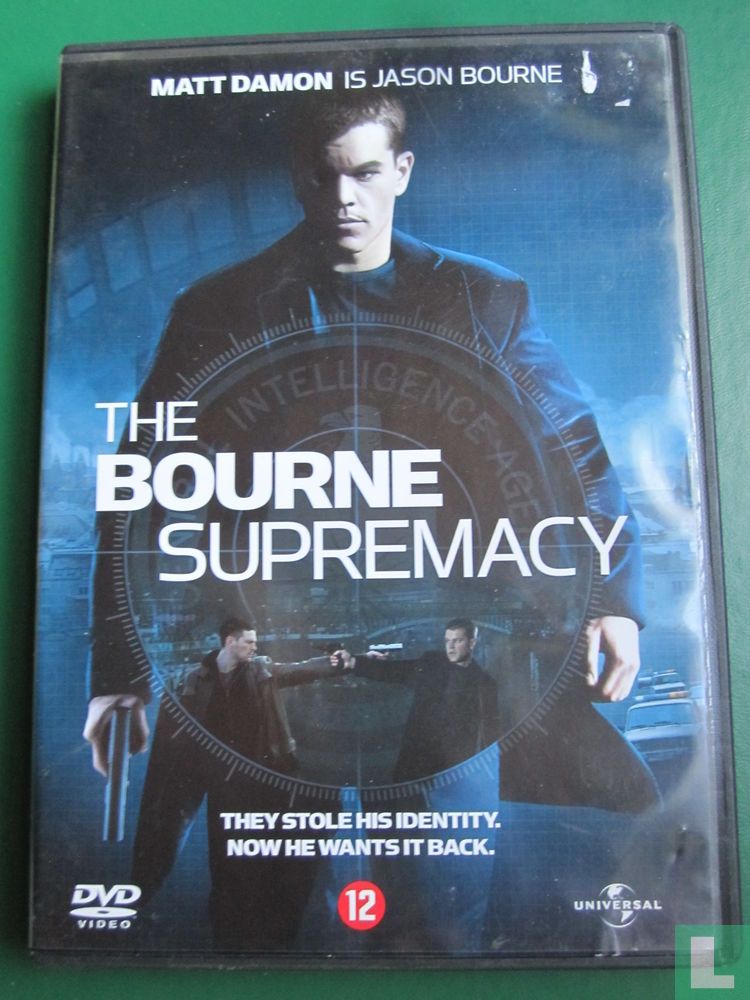 MATT DAMON IS JASON BOURNE
INTELLIGENCE AGE
THE
BOURNE
SUPREMACY
THEY STOLE HIS IDENTITY.
NOW HE WANTS IT BACK.
DVD
VIDEO
12
UNIVERSAL
L